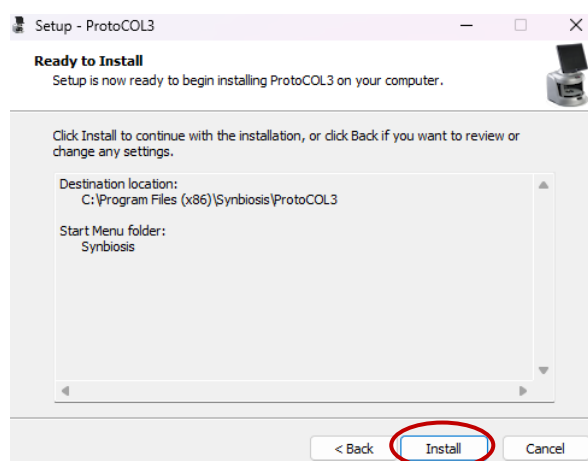 Setup - ProtoCOL3
Ready to Install
Setup is now ready to begin installing ProtoCOL3 on your computer.
Click Install to continue with the installation, or click Back if you want to review or
change any settings.
Destination location:
C:\Program Files (x86)\Synbiosis\ProtoCOL3
Start Menu folder:
Synbiosis
< Back
Install
Cancel